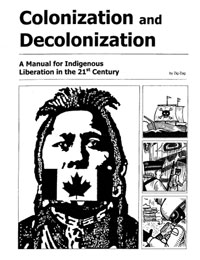 Colonization and
Decolonization
A Manual for Indigenous
Liberation in the 21st Century
by Zig-Zag